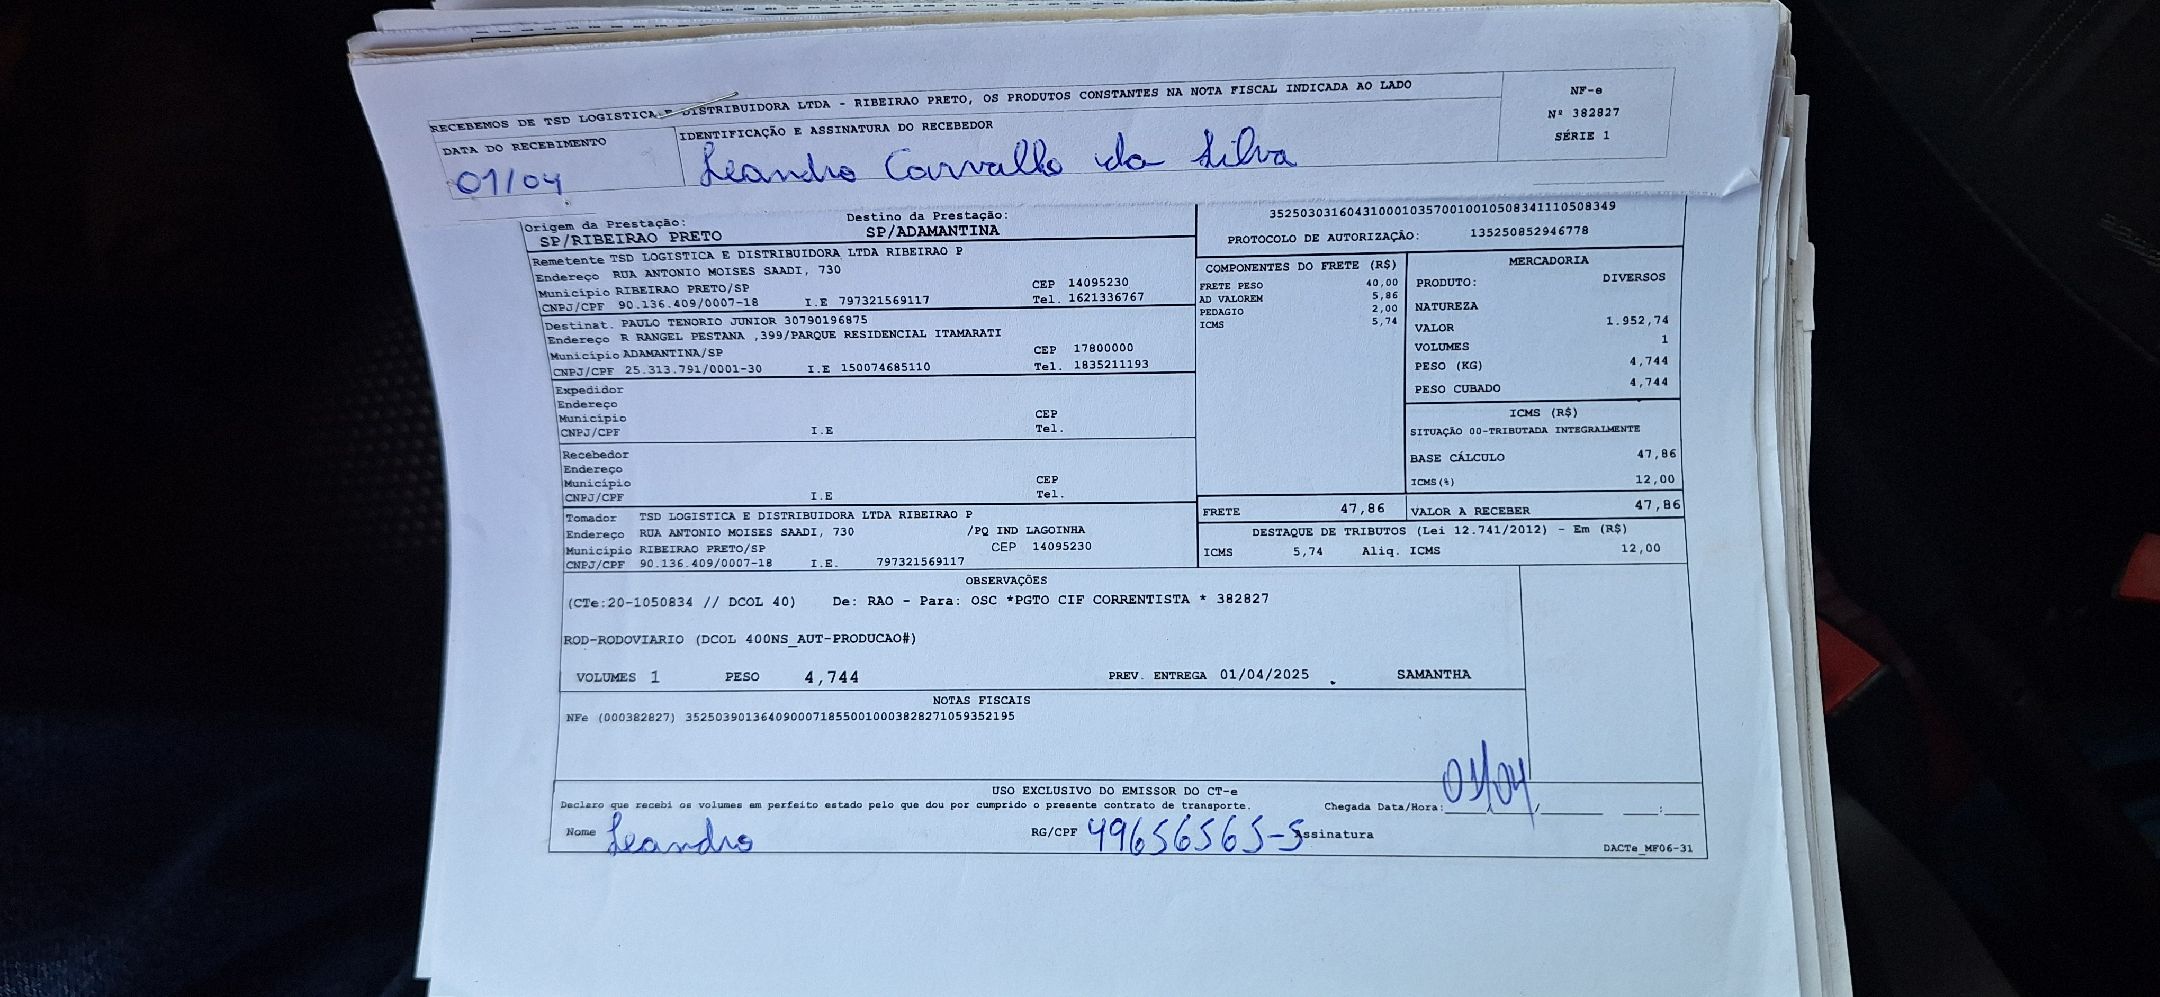 RECEBEMOS DE TSD LOGISTICA E DISTRIBUIDORA LTDA - RIBEIRAO PRETO, OS PRODUTOS CONSTANTES NA NOTA FISCAL INDICADA AO LADO
NF-e
Nº 382827
SÉRIE 1
DATA DO RECEBIMENTO
01/04
IDENTIFICAÇÃO E ASSINATURA DO RECEBEDOR
Leandro Carvalho da Silva
Origem da Prestação:
SP/RIBEIRAO PRETO
Destino da Prestação:
SP/ADAMANTINA
35250303160431000103570010010508341110508349
PROTOCOLO DE AUTORIZAÇÃO: 135250852946778
Remetente TSD LOGISTICA E DISTRIBUIDORA LTDA RIBEIRAO P
Endereço RUA ANTONIO MOISES SAADI, 730
Município RIBEIRAO PRETO/SP CEP 14095230
CNPJ/CPF 90.136.409/0007-18 I.E 797321569117 Tel. 1621336767
Destinat. PAULO TENORIO JUNIOR 30790196875
Endereço R RANGEL PESTANA ,399/PARQUE RESIDENCIAL ITAMARATI
Município ADAMANTINA/SP CEP 17800000
CNPJ/CPF 25.313.791/0001-30 I.E 150074685110 Tel. 1835211193
Expedidor
Endereço
Município CEP
CNPJ/CPF I.E Tel.
Recebedor
Endereço
Município CEP
CNPJ/CPF I.E Tel.
Tomador TSD LOGISTICA E DISTRIBUIDORA LTDA RIBEIRAO P
Endereço RUA ANTONIO MOISES SAADI, 730 /PQ IND LAGOINHA
Município RIBEIRAO PRETO/SP CEP 14095230
CNPJ/CPF 90.136.409/0007-18 I.E. 797321569117
COMPONENTES DO FRETE (R$)
FRETE PESO 40,00
AD VALOREM 5,86
PEDAGIO 2,00
ICMS 5,74
MERCADORIA
PRODUTO: DIVERSOS
NATUREZA
VALOR 1.952,74
VOLUMES 1
PESO (KG) 4,744
PESO CUBADO 4,744
ICMS (R$)
SITUAÇÃO 00-TRIBUTADA INTEGRALMENTE
BASE CÁLCULO 47,86
ICMS(%) 12,00
FRETE 47,86 VALOR A RECEBER 47,86
DESTAQUE DE TRIBUTOS (Lei 12.741/2012) - Em (R$)
ICMS 5,74 Aliq. ICMS 12,00
OBSERVAÇÕES
(CTe:20-1050834 // DCOL 40) De: RAO - Para: OSC *PGTO CIF CORRENTISTA * 382827
ROD-RODOVIARIO (DCOL 400NS_AUT-PRODUCAO#)
VOLUMES 1 PESO 4,744 PREV. ENTREGA 01/04/2025 SAMANTHA
NOTAS FISCAIS
NFe (000382827) 35250390136409000718550010003828271059352195
USO EXCLUSIVO DO EMISSOR DO CT-e
Declaro que recebi os volumes em perfeito estado pelo que dou por cumprido o presente contrato de transporte. Chegada Data/Hora: 01/04
Nome Leandro RG/CPF 49656565-5 Assinatura
DACTe_MF06-31